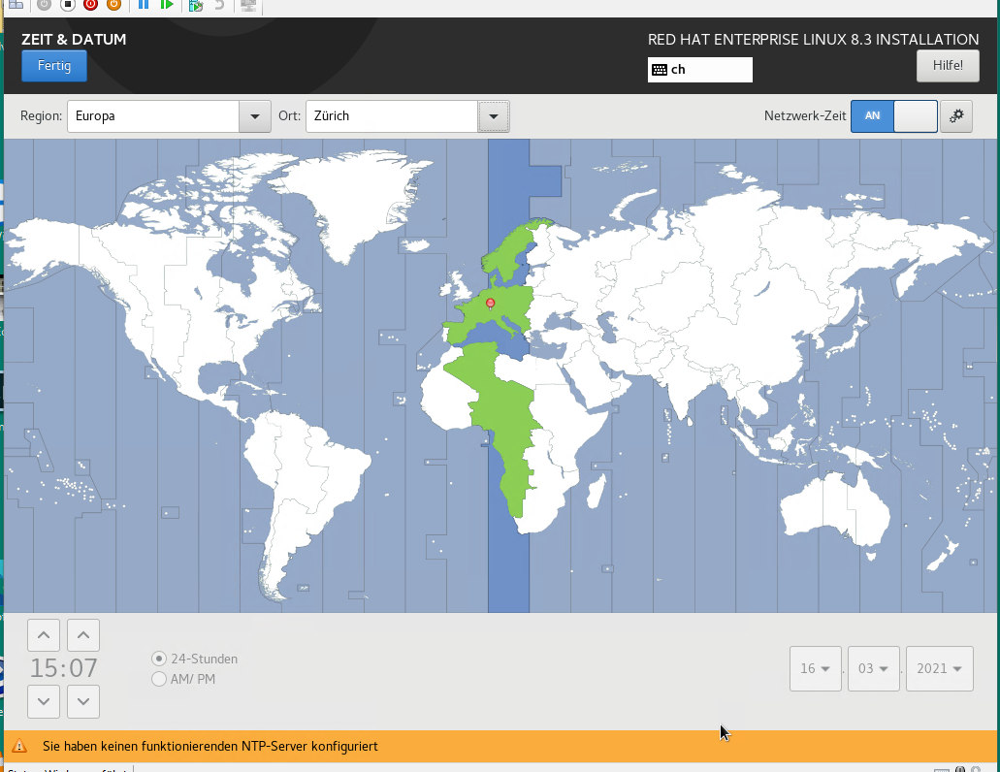 ZEIT & DATUM
RED HAT ENTERPRISE LINUX 8.3 INSTALLATION
Fertig
ch
Hilfe!
Region:
Europa
Ort:
Zürich
Netzwerk-Zeit
AN
15:07
24-Stunden
AM/ PM
16 . 03 . 2021
Sie haben keinen funktionierenden NTP-Server konfiguriert